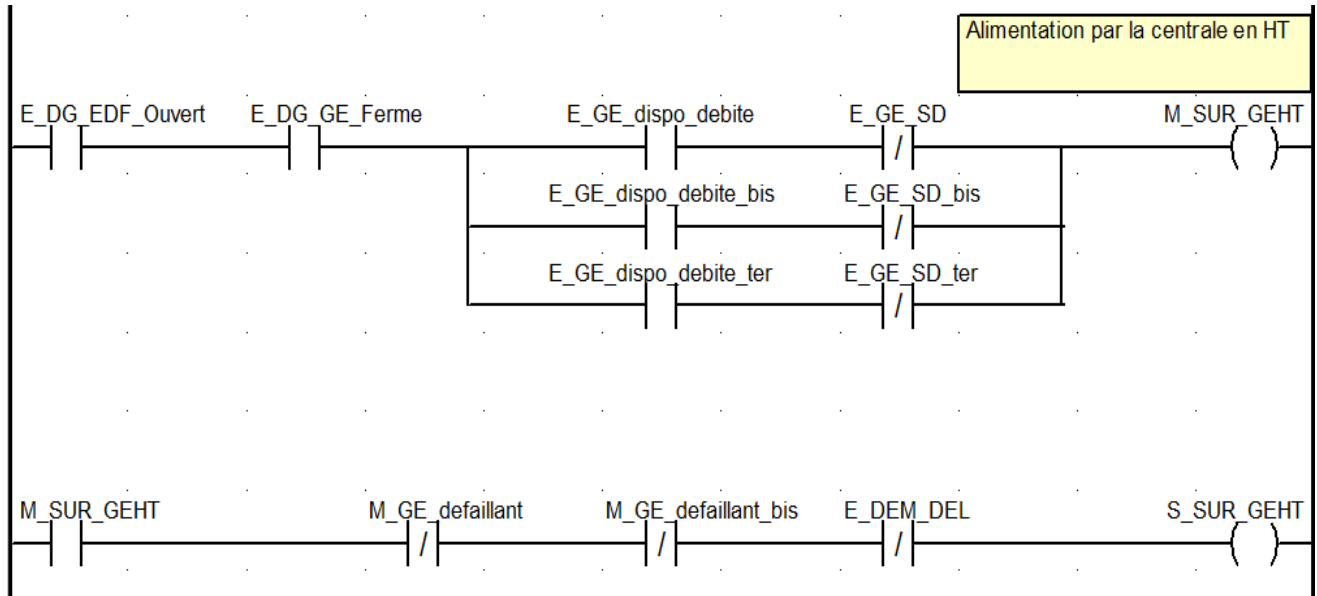 Alimentation par la centrale en HT
E_DG_EDF_Ouvert E_DG_GE_Ferme E_GE_dispo_debite E_GE_SD M_SUR_GEHT
E_GE_dispo_debite_bis E_GE_SD_bis
E_GE_dispo_debite_ter E_GE_SD_ter
M_SUR_GEHT M_GE_defaillant M_GE_defaillant_bis E_DEM_DEL S_SUR_GEHT